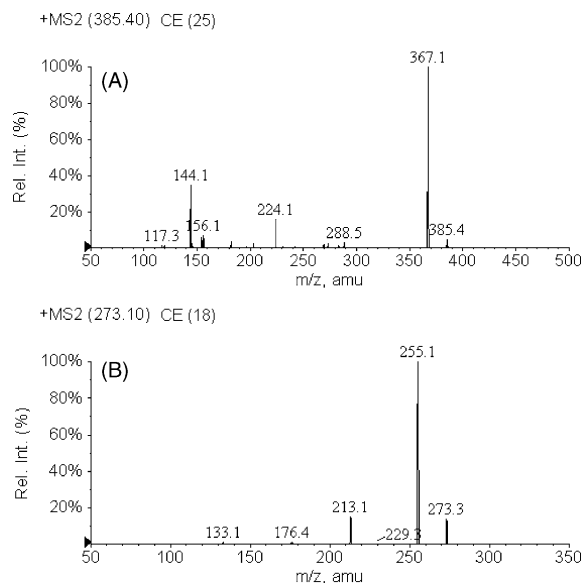 +MS2 (385.40) CE (25)
(A)
Rel. Int. (%)
100%
80%
60%
40%
20%
367.1
144.1
224.1
156.1
117.3
288.5
385.4
50 100 150 200 250 300 350 400 450 500
m/z, amu
+MS2 (273.10) CE (18)
(B)
Rel. Int. (%)
100%
80%
60%
40%
20%
255.1
213.1
273.3
133.1
176.4
229.3
50 100 150 200 250 300 350
m/z, amu